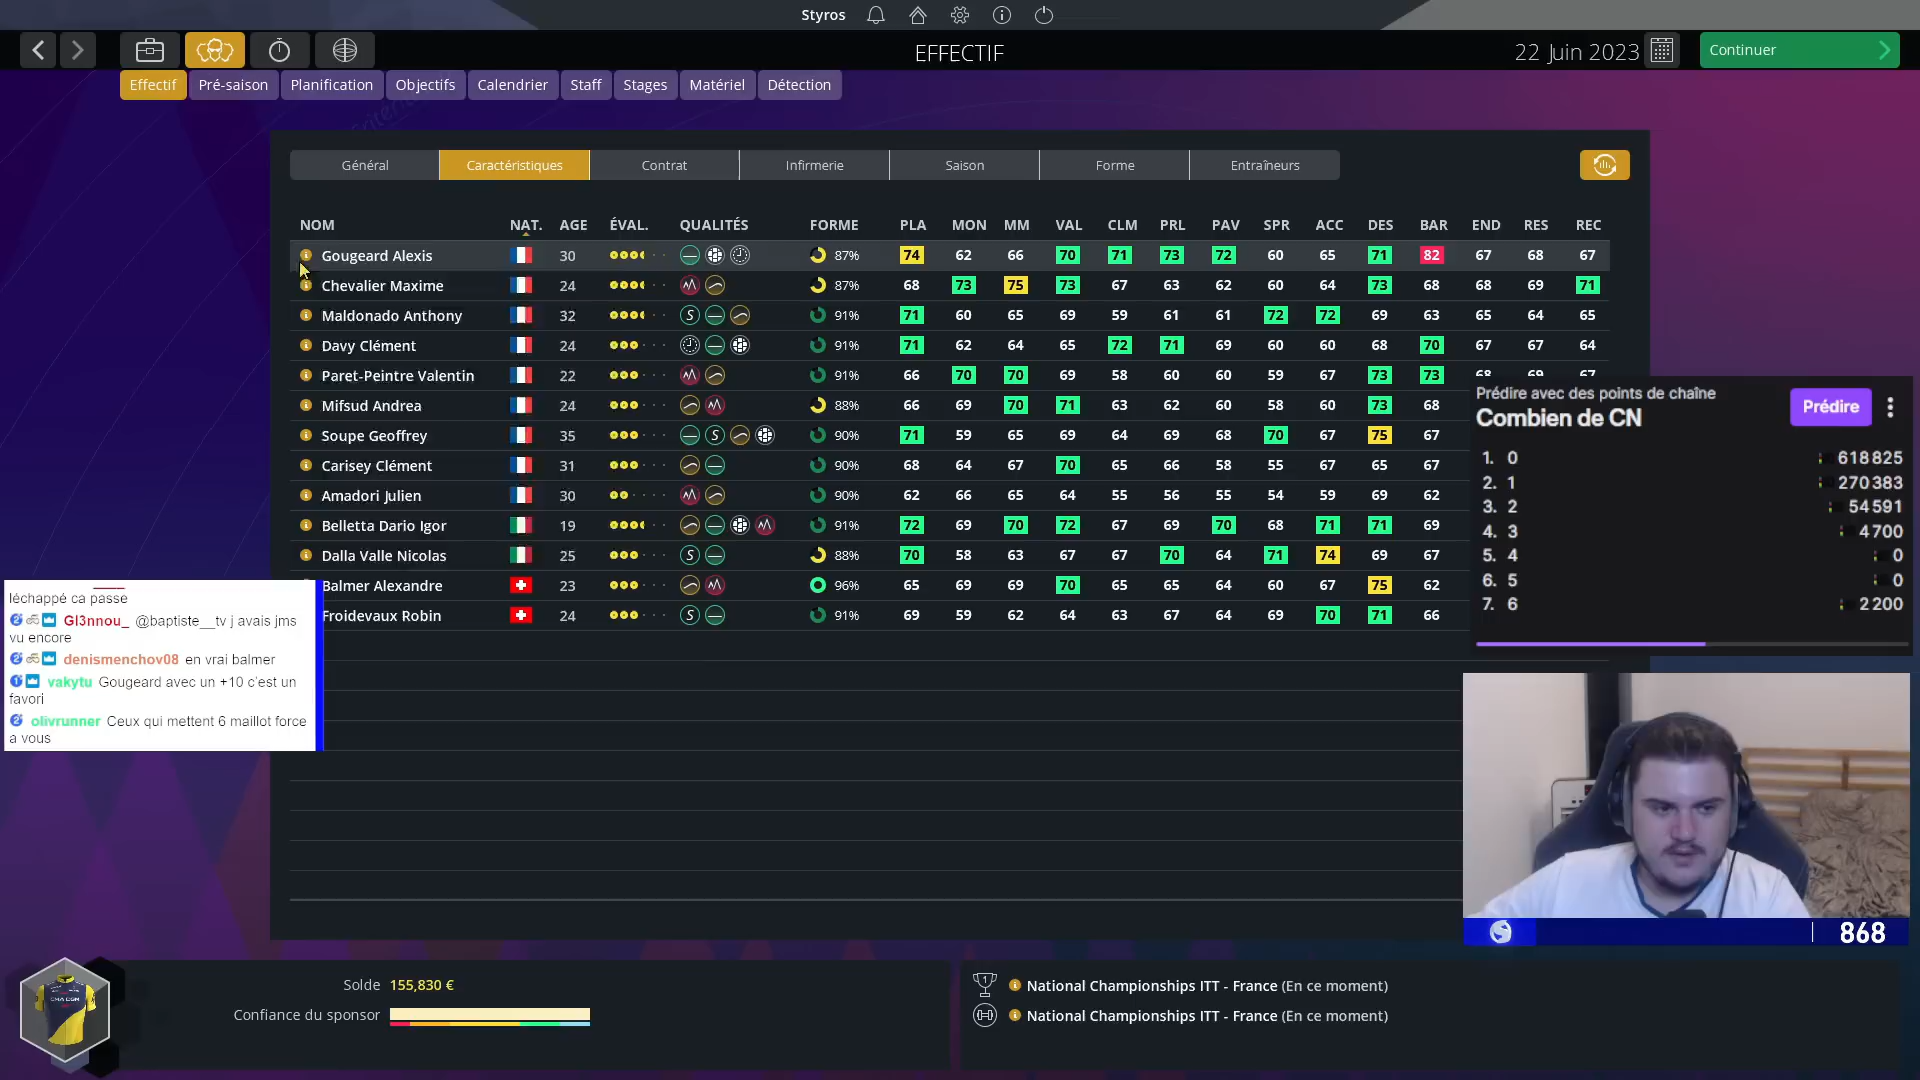 Styros
EFFECTIF
22 Juin 2023
Continuer
Effectif Pré-saison Planification Objectifs Calendrier Staff Stages Matériel Détection
Général Caractéristiques Contrat Infirmerie Saison Forme Entraîneurs
NOM NAT. AGE ÉVAL. QUALITÉS FORME PLA MON MM VAL CLM PRL PAV SPR ACC DES BAR END RES REC
Gougeard Alexis 30 87% 74 62 66 70 71 73 72 60 65 71 82 67 68 67
Chevalier Maxime 24 87% 68 73 75 73 67 63 62 60 64 73 68 68 69 71
Maldonado Anthony 32 S 91% 71 60 65 69 59 61 61 72 72 69 63 65 64 65
Davy Clément 24 91% 71 62 64 65 72 71 69 60 60 68 70 67 67 64
Paret-Peintre Valentin 22 91% 66 70 70 69 58 60 60 59 67 73 73 68 69 67
Mifsud Andrea 24 88% 66 69 70 71 63 62 60 58 60 73 68
Soupe Geoffrey 35 S 90% 71 59 65 69 64 69 68 70 67 75 67
Carisey Clément 31 90% 68 64 67 70 65 66 58 55 67 65 67
Amadori Julien 30 90% 62 66 65 64 55 56 55 54 59 69 62
Belletta Dario Igor 19 91% 72 69 70 72 67 69 70 68 71 71 69
Dalla Valle Nicolas 25 S 88% 70 58 63 67 67 70 64 71 74 69 67
Balmer Alexandre 23 96% 65 69 69 70 65 65 64 60 67 75 62
Froidevaux Robin 24 S 91% 69 59 62 64 63 67 64 69 70 71 66
Prédire avec des points de chaîne
Combien de CN
Prédire
1. 0 618 825
2. 1 270 383
3. 2 54 591
4. 3 4 700
5. 4 0
6. 5 0
7. 6 2 200
léchappé ca passe
Gl3nnou_ @baptiste__tv j avais jms
vu encore
denismenchov08 en vrai balmer
vakytu Gougeard avec un +10 c'est un
favori
olivrunner Ceux qui mettent 6 maillot force
a vous
868
Solde 155,830 €
Confiance du sponsor
National Championships ITT - France (En ce moment)
National Championships ITT - France (En ce moment)
CMA CGM